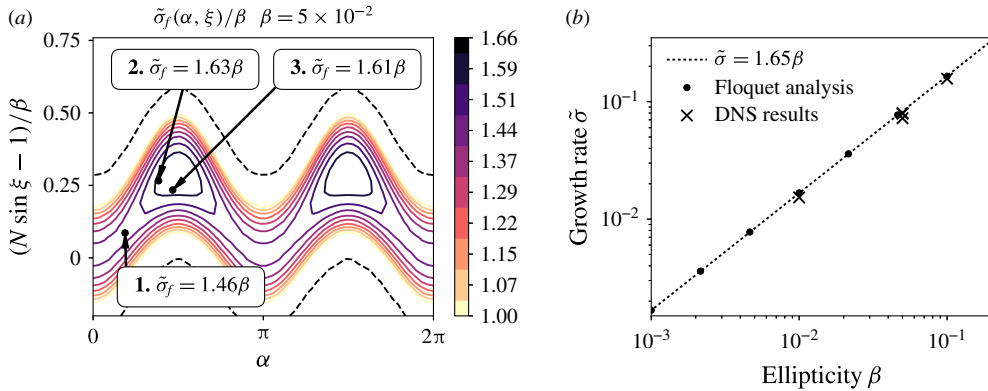 (a)
σ̃_f(α, ξ)/β   β = 5 × 10⁻²
(N sin ξ − 1)/β
0.75
0.50
0.25
0
2. σ̃_f = 1.63β
3. σ̃_f = 1.61β
1. σ̃_f = 1.46β
0
π
2π
α
1.66
1.58
1.51
1.44
1.37
1.29
1.22
1.15
1.07
1.00
(b)
Growth rate σ̃
10⁻¹
10⁻²
σ̃ = 1.65β
Floquet analysis
DNS results
10⁻³
10⁻²
10⁻¹
Ellipticity β